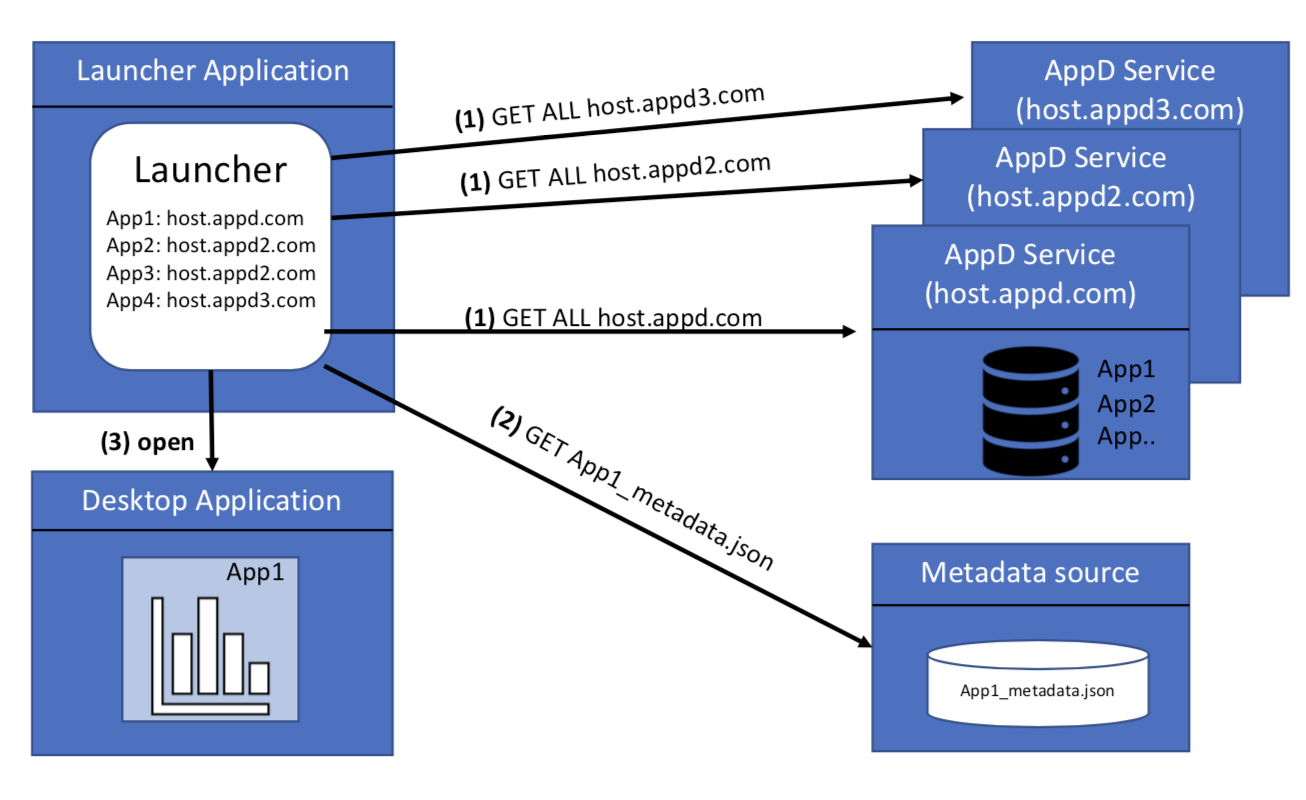 Launcher Application
Launcher
App1: host.appd.com
App2: host.appd2.com
App3: host.appd2.com
App4: host.appd3.com
(1) GET ALL host.appd3.com
(1) GET ALL host.appd2.com
(1) GET ALL host.appd.com
(2) GET App1_metadata.json
(3) open
AppD Service
(host.appd3.com)
AppD Service
(host.appd2.com)
AppD Service
(host.appd.com)
App1
App2
App..
Desktop Application
App1
Metadata source
App1_metadata.json